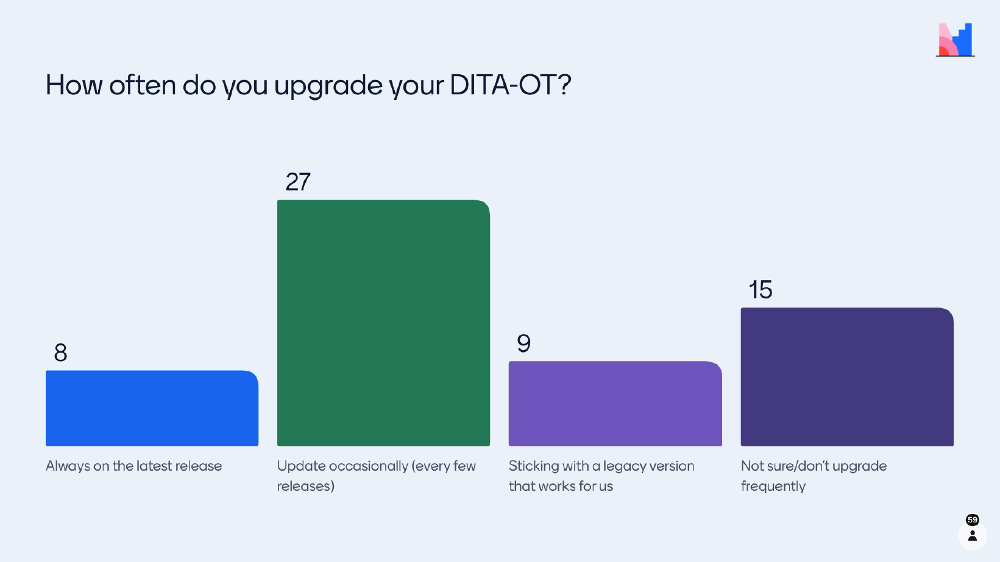 How often do you upgrade your DITA-OT?
8
27
9
15
Always on the latest release
Update occasionally (every few
releases)
Sticking with a legacy version
that works for us
Not sure/don’t upgrade
frequently
59